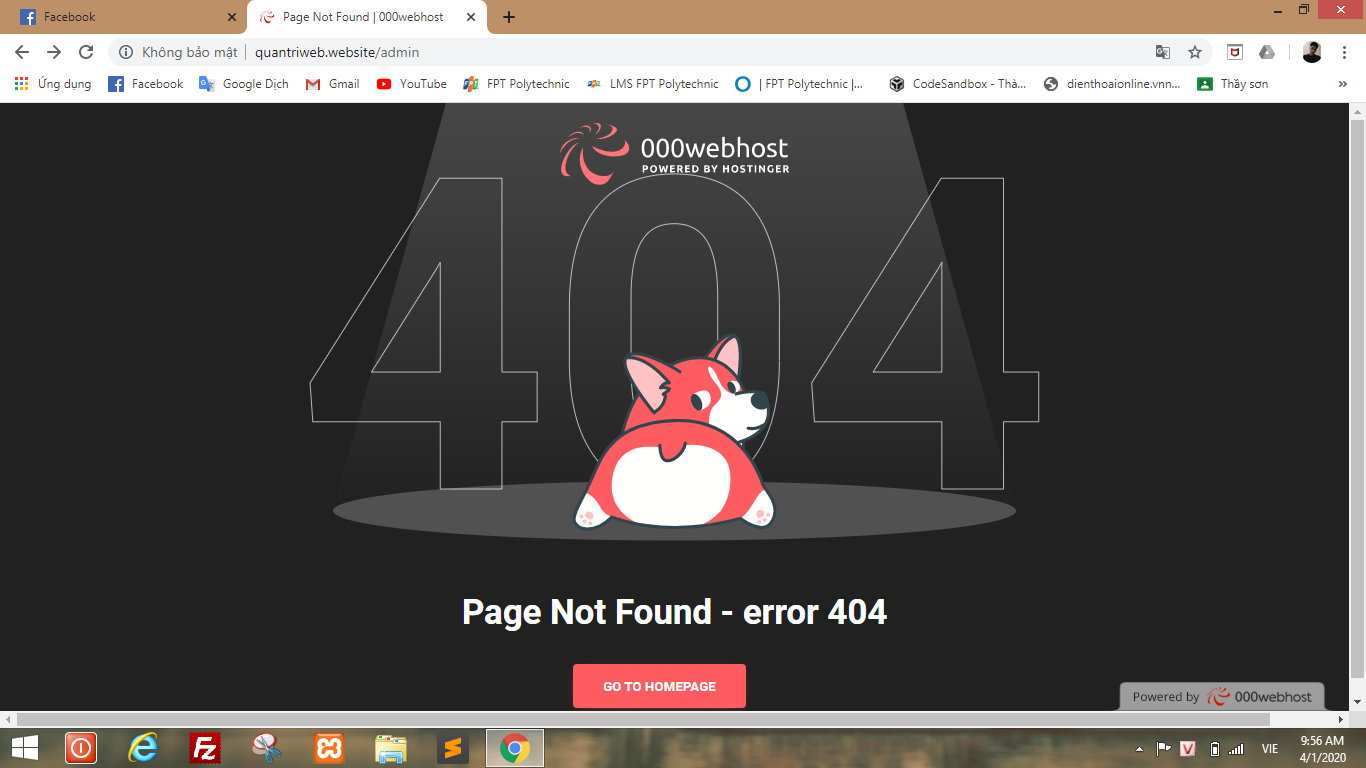 Facebook
Page Not Found | 000webhost
Không bảo mật
quantriweb.website/admin
Ứng dụng
Facebook
Google Dịch
Gmail
YouTube
FPT Polytechnic
LMS FPT Polytechnic
| FPT Polytechnic |...
CodeSandbox - Thà...
dienthoaionline.vnn...
Thầy sơn
000webhost
POWERED BY HOSTINGER
404
Page Not Found - error 404
GO TO HOMEPAGE
Powered by 000webhost
VIE
9:56 AM
4/1/2020